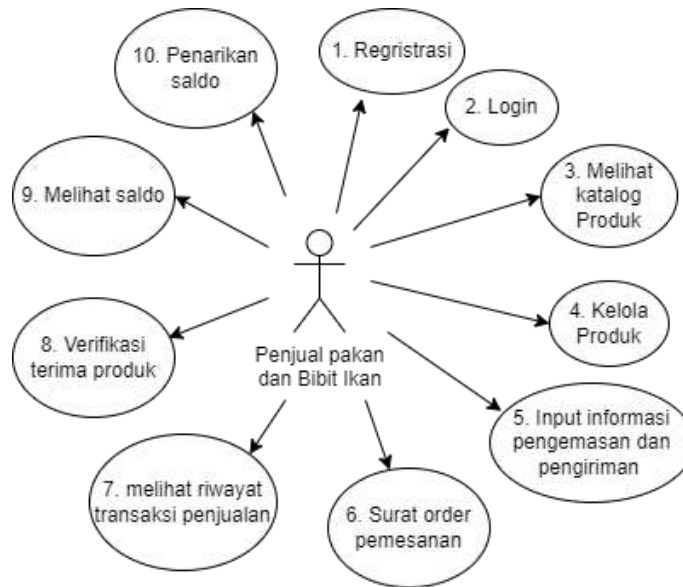 1. Regristrasi
2. Login
3. Melihat
katalog
Produk
4. Kelola
Produk
5. Input informasi
pengemasan dan
pengiriman
6. Surat order
pemesanan
7. melihat riwayat
transaksi penjualan
8. Verifikasi
terima produk
9. Melihat saldo
10. Penarikan
saldo
Penjual pakan
dan Bibit Ikan